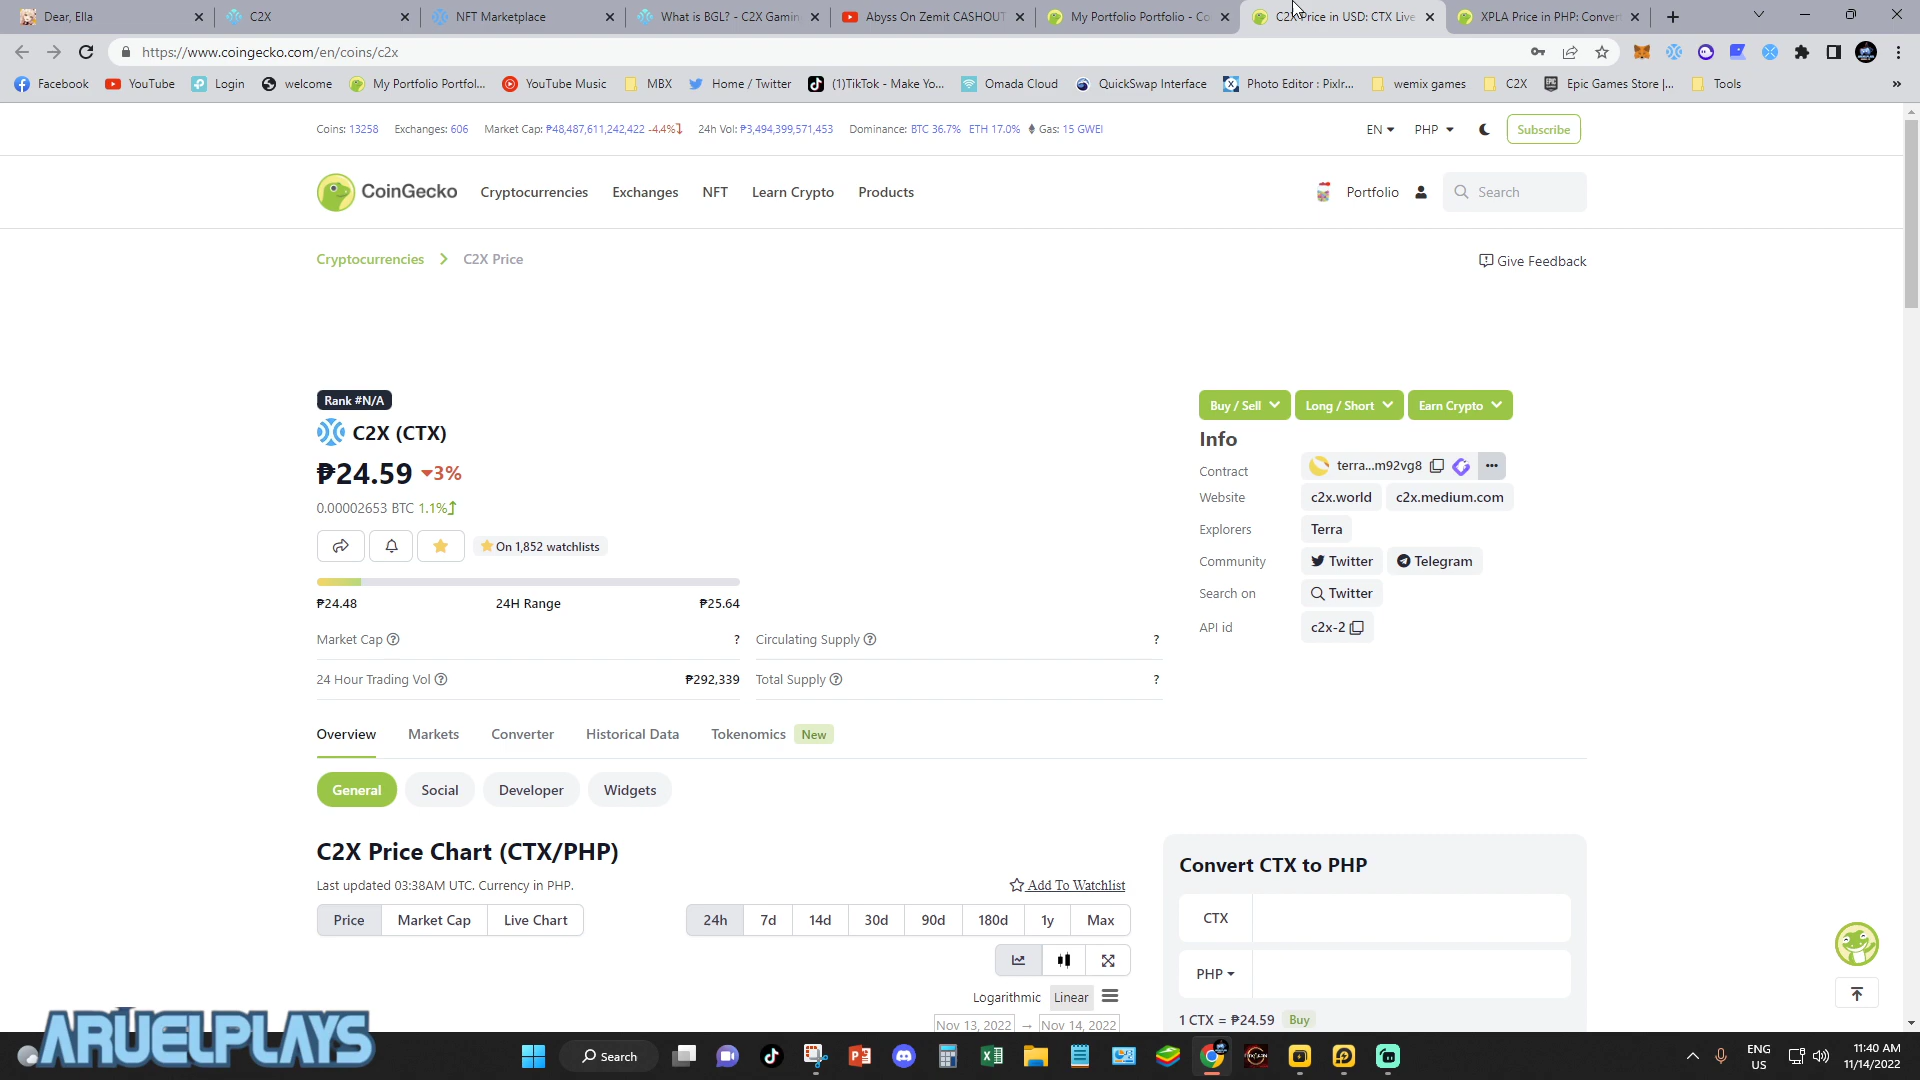 Dear, Ella
C2X
NFT Marketplace
What is BGL? - C2X Gamin
Abyss On Zemit CASHOUT
My Portfolio Portfolio - Co
C2X Price in USD: CTX Live
XPLA Price in PHP: Convert
https://www.coingecko.com/en/coins/c2x
Facebook
YouTube
Login
welcome
My Portfolio Portfol...
YouTube Music
MBX
Home / Twitter
(1)TikTok - Make Yo...
Omada Cloud
QuickSwap Interface
Photo Editor : Pixlr...
wemix games
C2X
Epic Games Store |...
Tools
»
Coins: 13258 Exchanges: 606 Market Cap: ₱48,487,611,242,422 -4.4% 24h Vol: ₱3,494,399,571,453 Dominance: BTC 36.7% ETH 17.0% Gas: 15 GWEI
EN PHP Subscribe
CoinGecko Cryptocurrencies Exchanges NFT Learn Crypto Products
Portfolio Search
Cryptocurrencies > C2X Price
Give Feedback
Rank #N/A
C2X (CTX)
₱24.59 3%
0.00002653 BTC 1.1%
On 1,852 watchlists
₱24.48 24H Range ₱25.64
Market Cap ?
Circulating Supply ?
24 Hour Trading Vol ₱292,339
Total Supply ?
Buy / Sell Long / Short Earn Crypto
Info
Contract terra...m92vg8
Website c2x.world c2x.medium.com
Explorers Terra
Community Twitter Telegram
Search on Twitter
API id c2x-2
Overview Markets Converter Historical Data Tokenomics New
General Social Developer Widgets
C2X Price Chart (CTX/PHP)
Last updated 03:38AM UTC. Currency in PHP.
Add To Watchlist
Price Market Cap Live Chart
24h 7d 14d 30d 90d 180d 1y Max
Logarithmic Linear
Nov 13, 2022 → Nov 14, 2022
Convert CTX to PHP
CTX
PHP
1 CTX = ₱24.59 Buy
ARUELPLAYS
Search
ENG
US
11:40 AM
11/14/2022